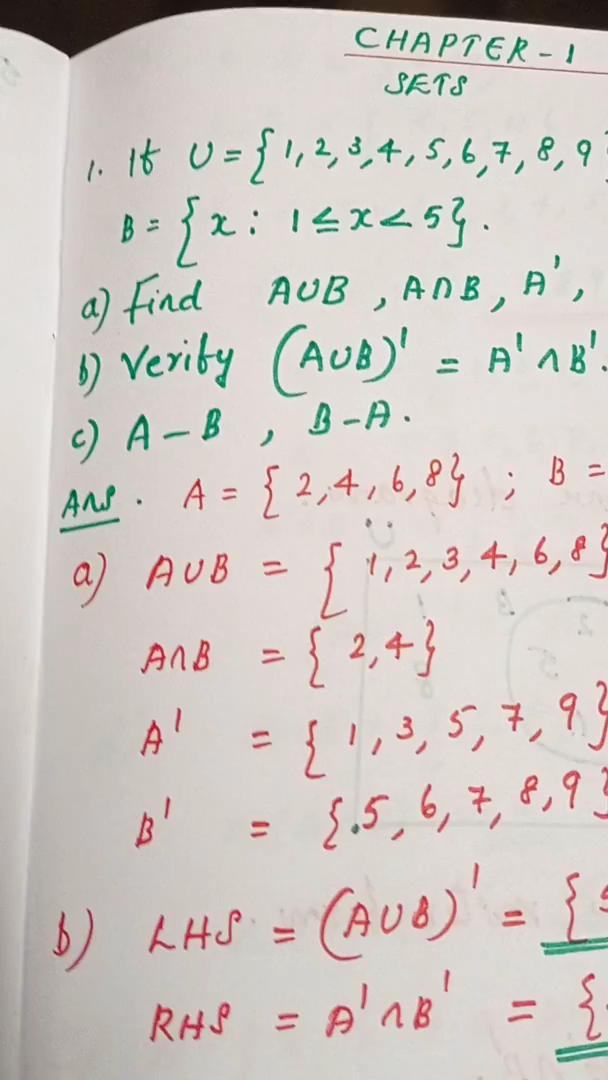 CHAPTER - 1
SETS
1. If U = { 1, 2, 3, 4, 5, 6, 7, 8, 9 }
B = { x : 1 ≤ x < 5 }.
a) Find A∪B , A∩B , A' ,
b) Verify (A∪B)' = A' ∩ B'.
c) A - B , B - A .
Ans . A = { 2, 4, 6, 8 } ; B =
a) A∪B = { 1, 2, 3, 4, 6, 8 }
A∩B = { 2, 4 }
A' = { 1, 3, 5, 7, 9 }
B' = { 5, 6, 7, 8, 9 }
b) LHS = (A∪B)' = {
RHS = A' ∩ B' = {